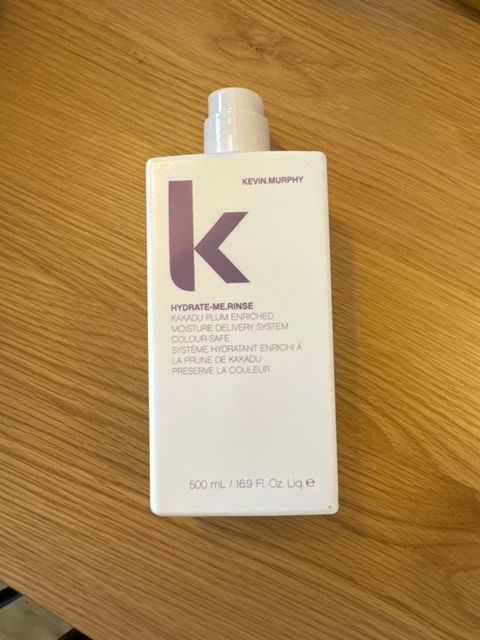 KEVIN.MURPHY
k
HYDRATE-ME.RINSE
KAKADU PLUM ENRICHED
MOISTURE DELIVERY SYSTEM
COLOUR-SAFE
SYSTÈME HYDRATANT ENRICHI À
LA PRUNE DE KAKADU
PRÉSERVE LA COULEUR
500 mL / 16.9 Fl. Oz. Liq. ℮